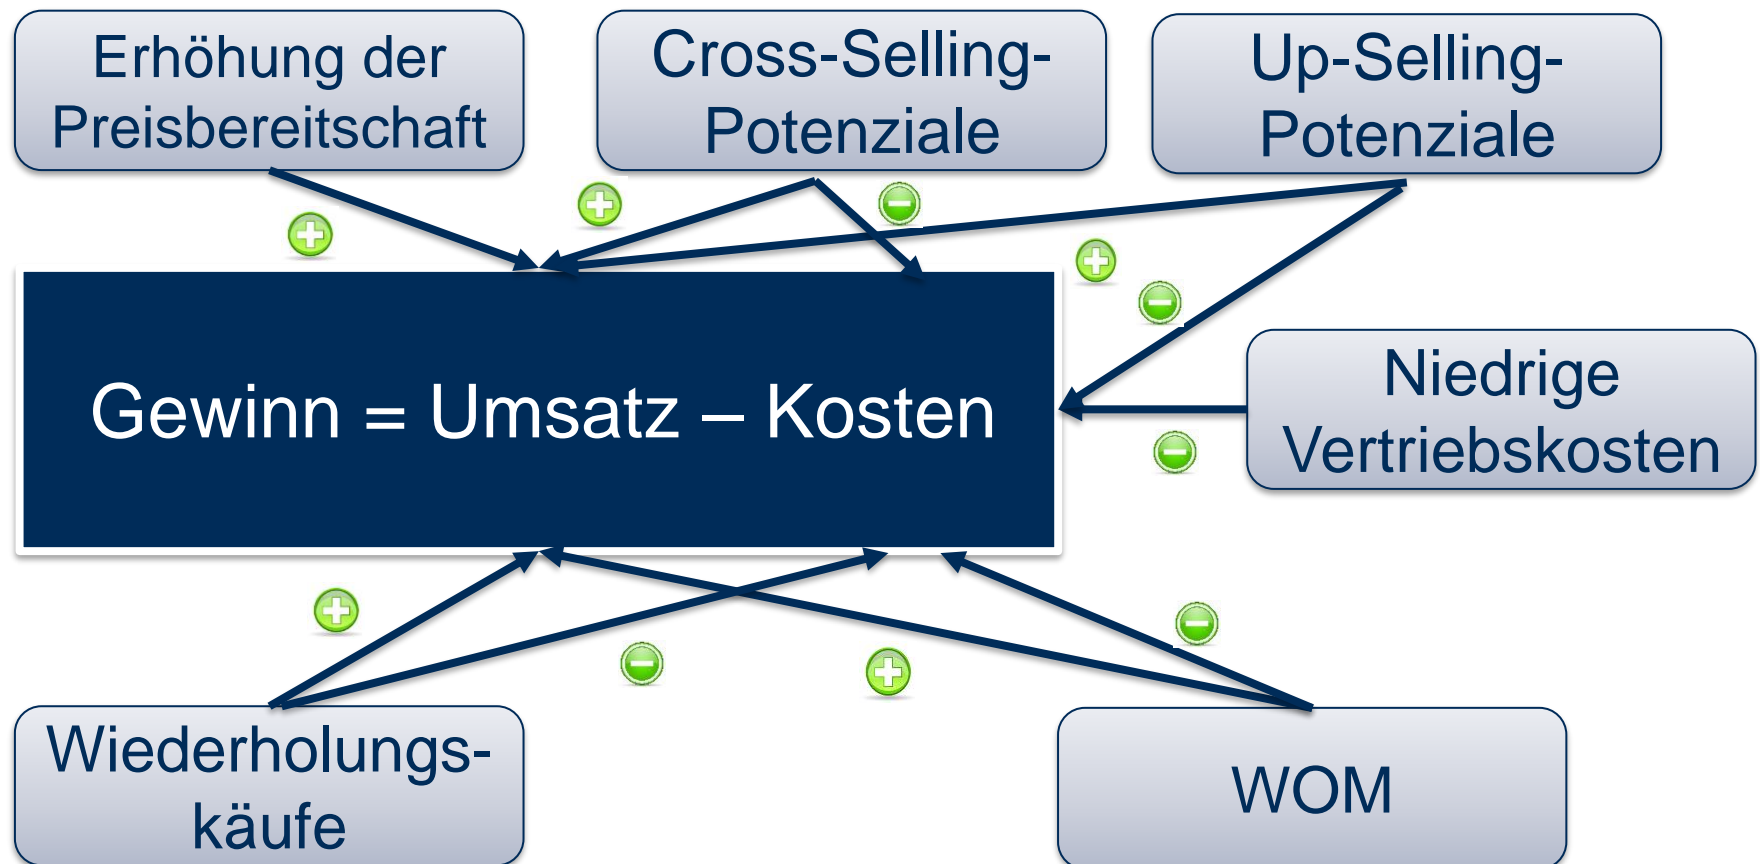 Erhöhung der
Preisbereitschaft
Cross-Selling-
Potenziale
Up-Selling-
Potenziale
Gewinn = Umsatz – Kosten
Niedrige
Vertriebskosten
Wiederholungs-
käufe
WOM